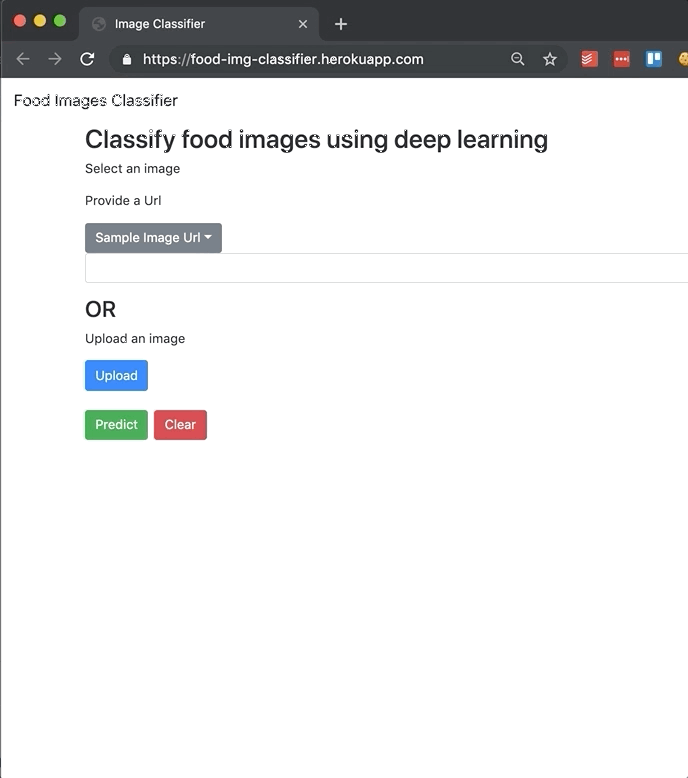 Image Classifier
https://food-img-classifier.herokuapp.com
Food Images Classifier
Classify food images using deep learning
Select an image
Provide a Url
Sample Image Url
OR
Upload an image
Upload
Predict Clear